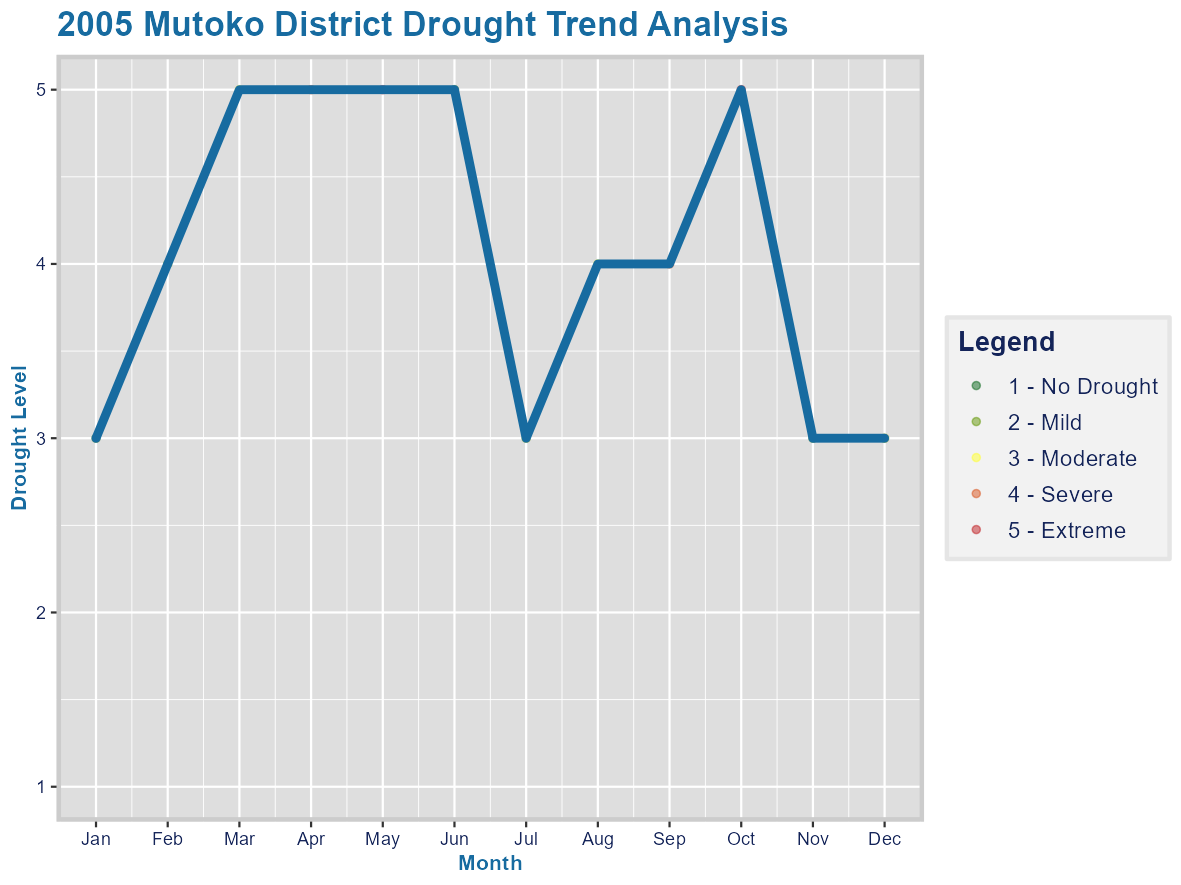 2005 Mutoko District Drought Trend Analysis
Drought Level
5
4
3
2
1
Jan Feb Mar Apr May Jun Jul Aug Sep Oct Nov Dec
Month
Legend
1 - No Drought
2 - Mild
3 - Moderate
4 - Severe
5 - Extreme